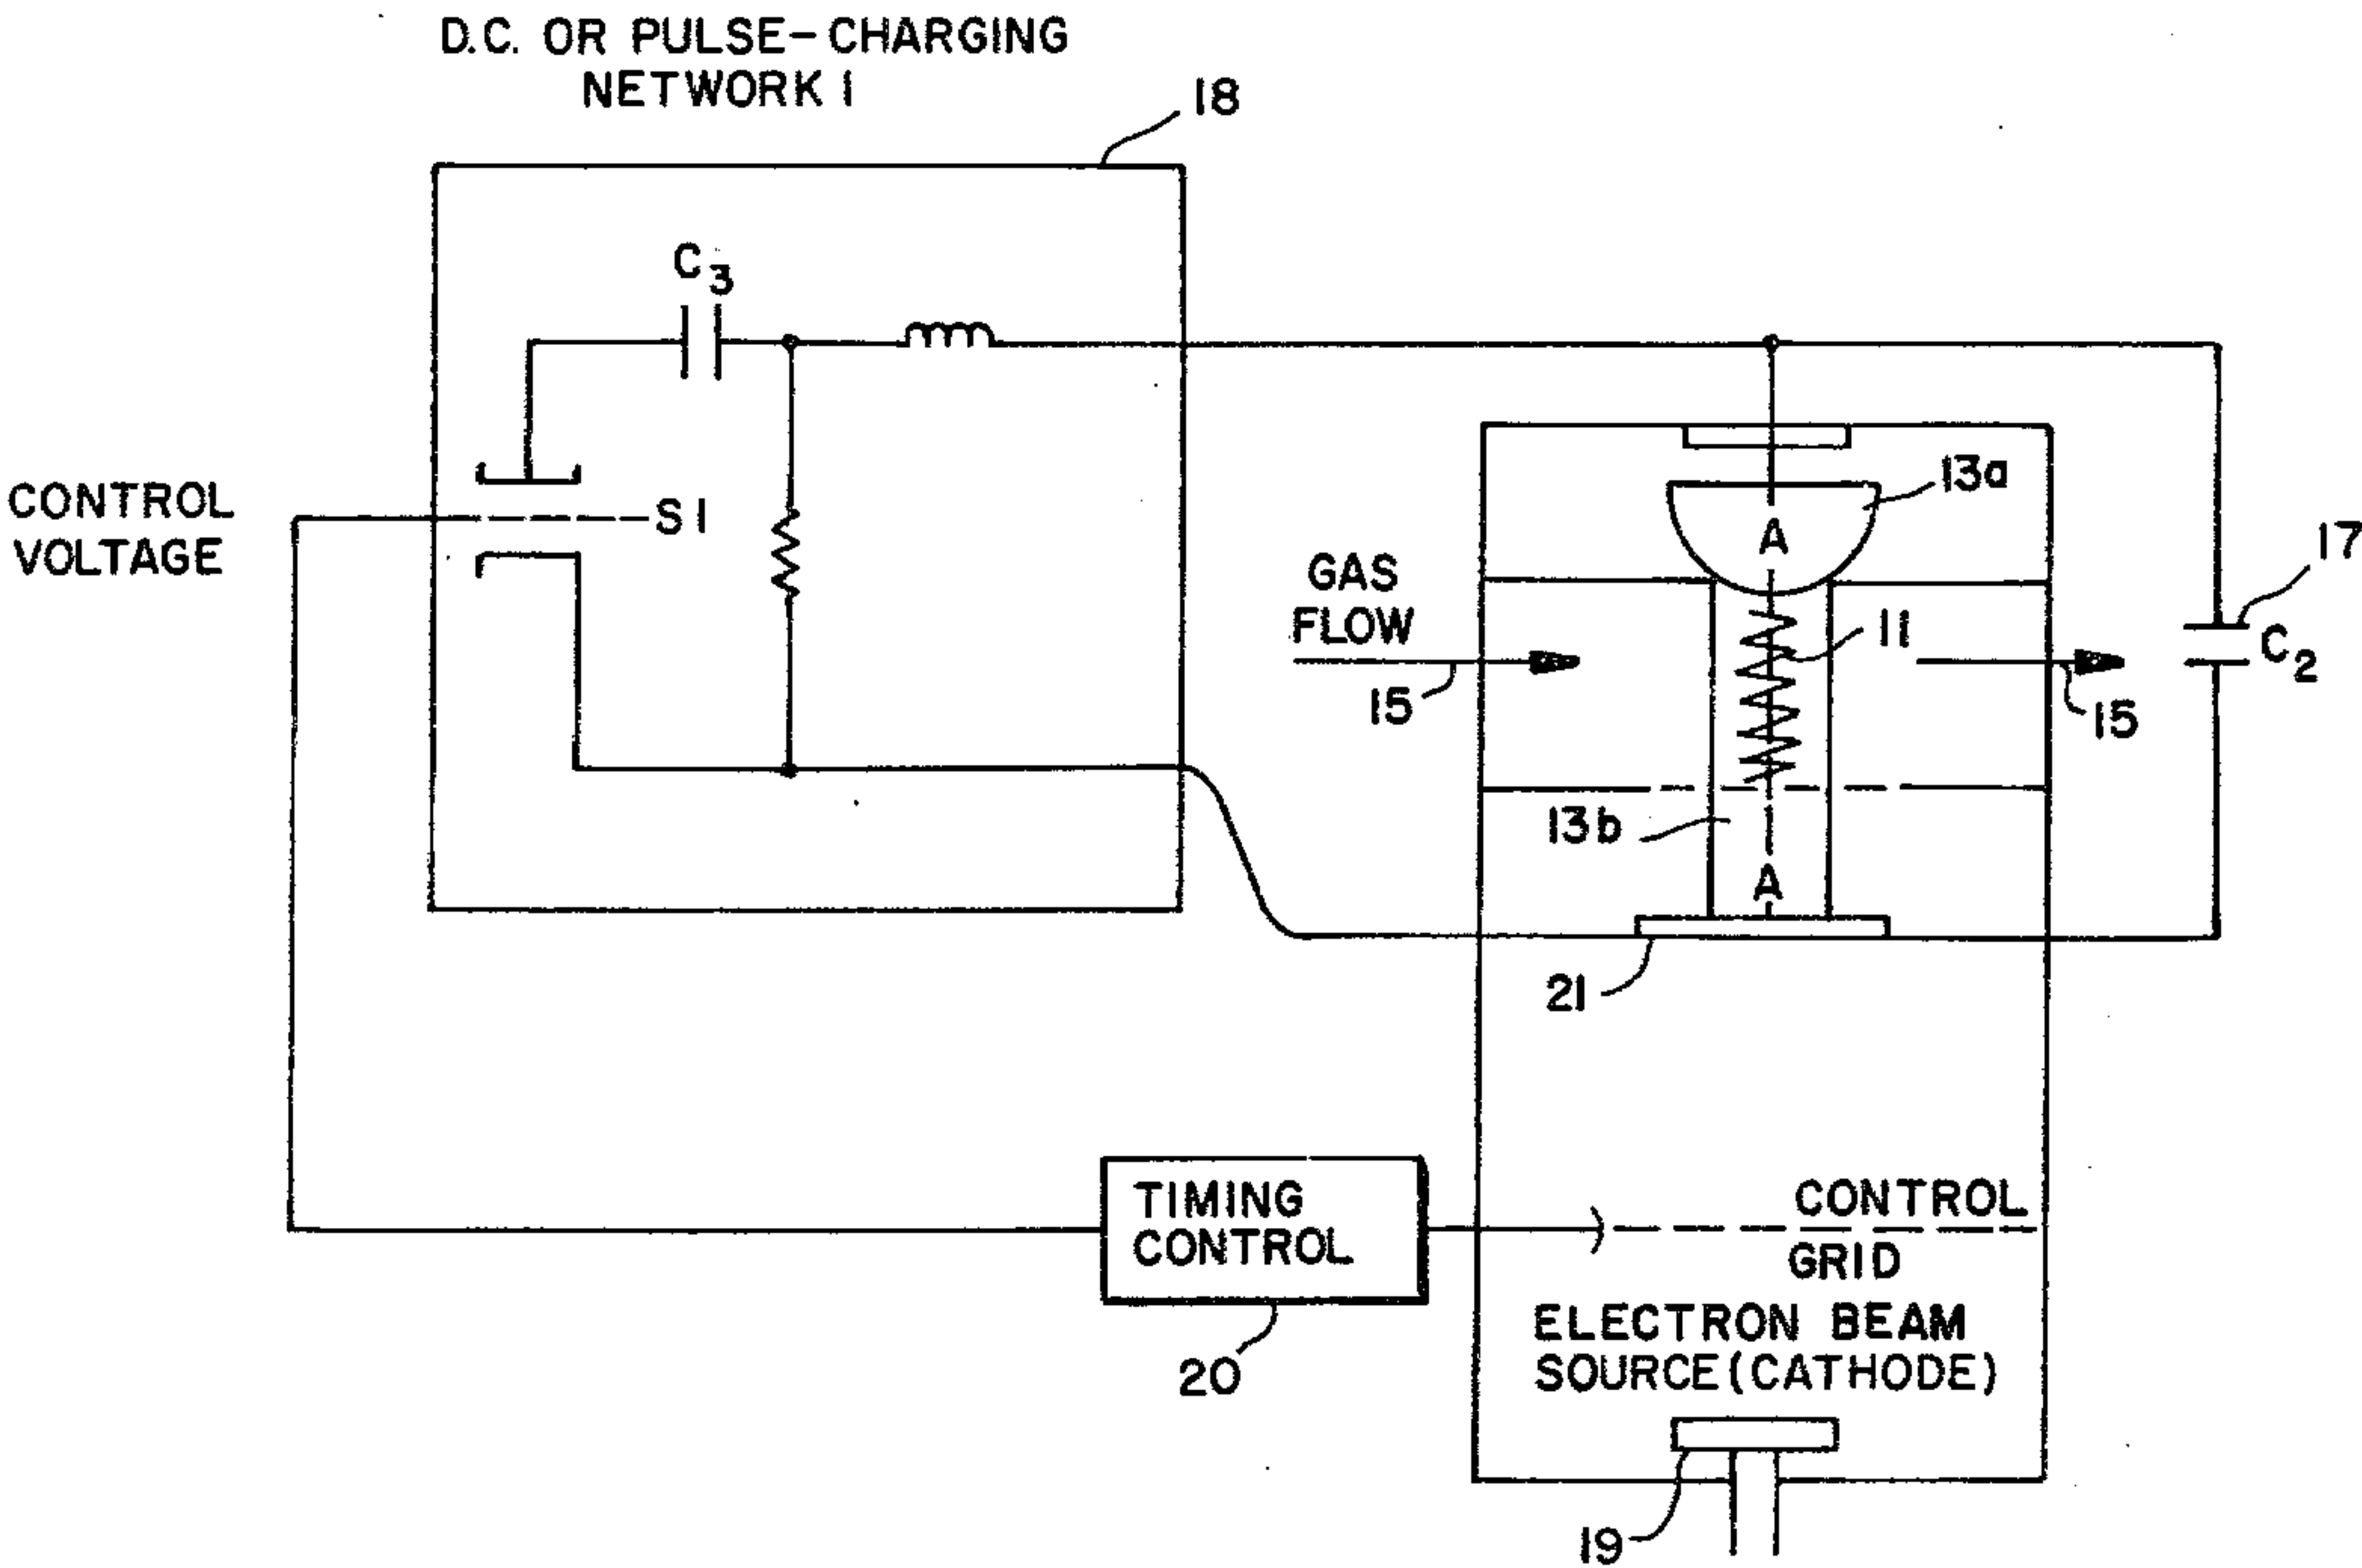 D.C. OR PULSE-CHARGING
NETWORK 1
18
C3
CONTROL
VOLTAGE
S1
13a
A
17
GAS
FLOW
11
C2
15
15
13b
A
21
TIMING
CONTROL
CONTROL
GRID
20
ELECTRON BEAM
SOURCE (CATHODE)
19